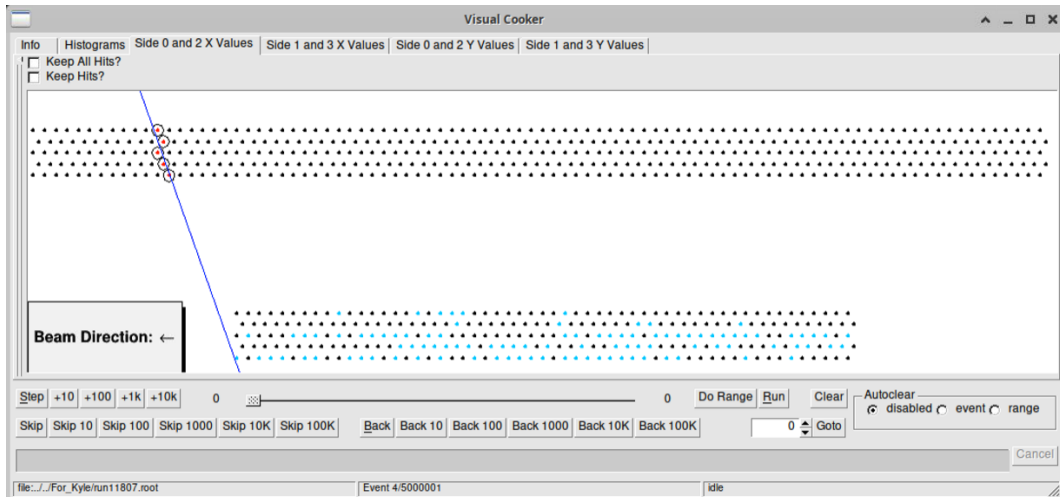 Visual Cooker
Info Histograms Side 0 and 2 X Values Side 1 and 3 X Values Side 0 and 2 Y Values Side 1 and 3 Y Values
Keep All Hits?
Keep Hits?
Beam Direction: ←
Step +10 +100 +1k +10k 0 0 Do Range Run Clear
Autoclear
disabled event range
Skip Skip 10 Skip 100 Skip 1000 Skip 10K Skip 100K Back Back 10 Back 100 Back 1000 Back 10K Back 100K 0 Goto
Cancel
file:../../For_Kyle/run11807.root Event 4/5000001 idle